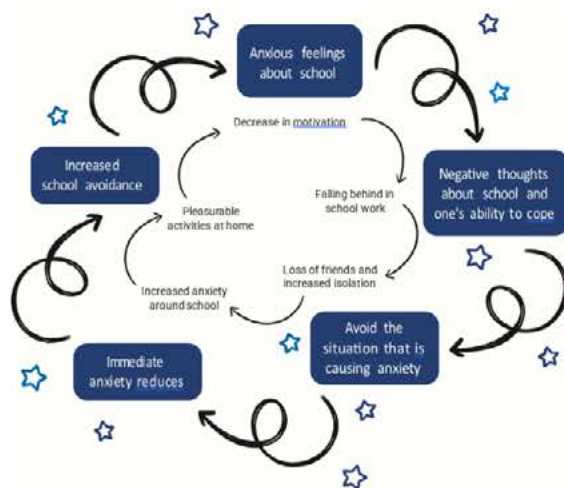 Anxious feelings
about school
Decrease in motivation
Increased
school avoidance
Negative thoughts
about school and
one's ability to cope
Falling behind in
school work
Pleasurable
activities at home
Loss of friends and
increased isolation
Increased anxiety
around school
Avoid the
situation that is
causing anxiety
Immediate
anxiety reduces